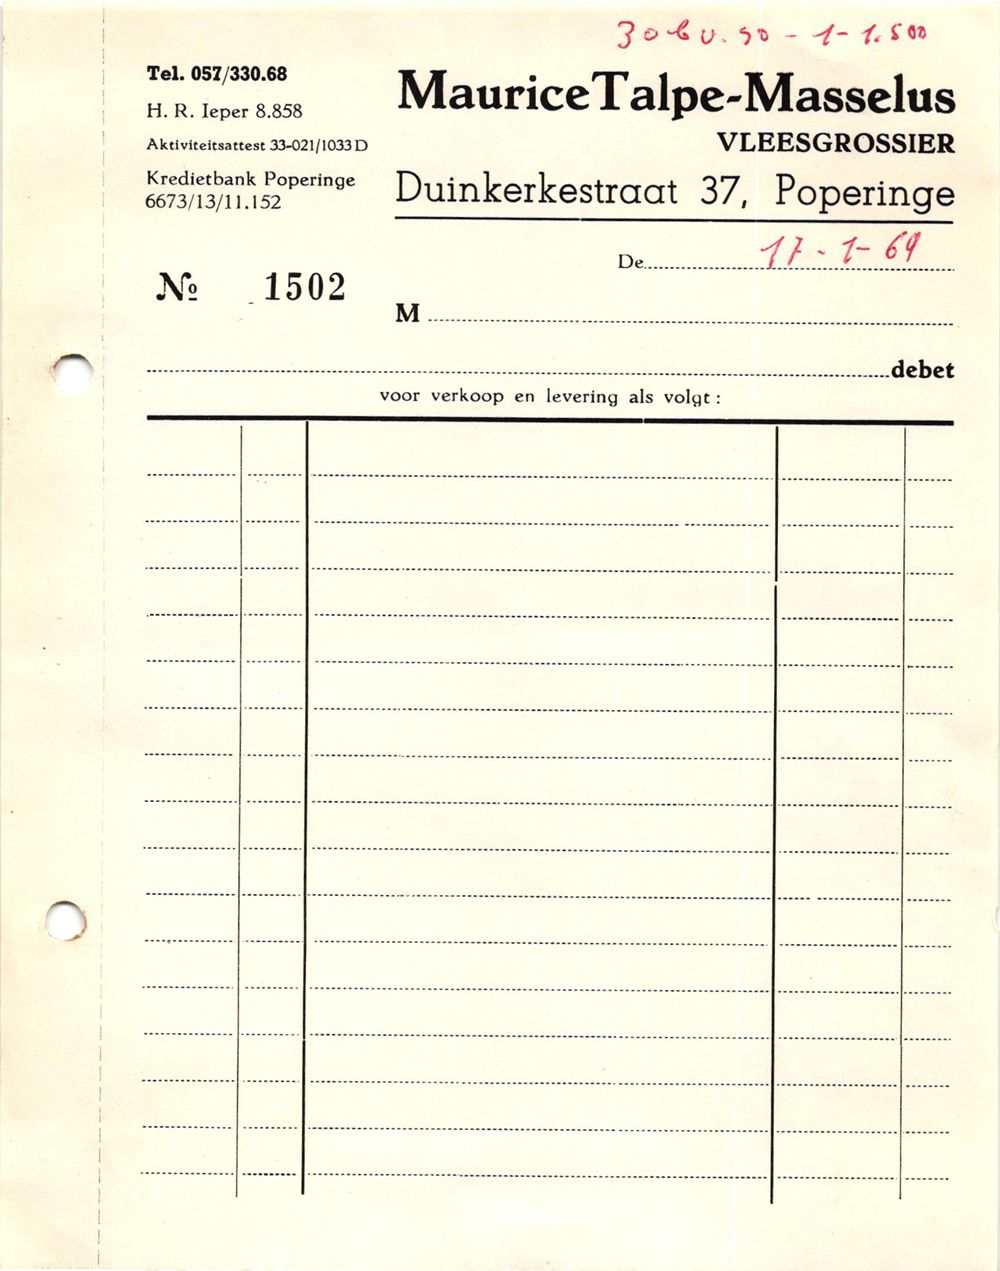 30 bv. 50 - 1- 1.500
Tel. 057/330.68
H. R. Ieper 8.858
Aktiviteitsattest 33-021/1033 D
Kredietbank Poperinge
6673/13/11.152
Maurice Talpe-Masselus
VLEESGROSSIER
Duinkerkestraat 37, Poperinge
De 17-1-69
№ 1502
M
debet
voor verkoop en levering als volgt :